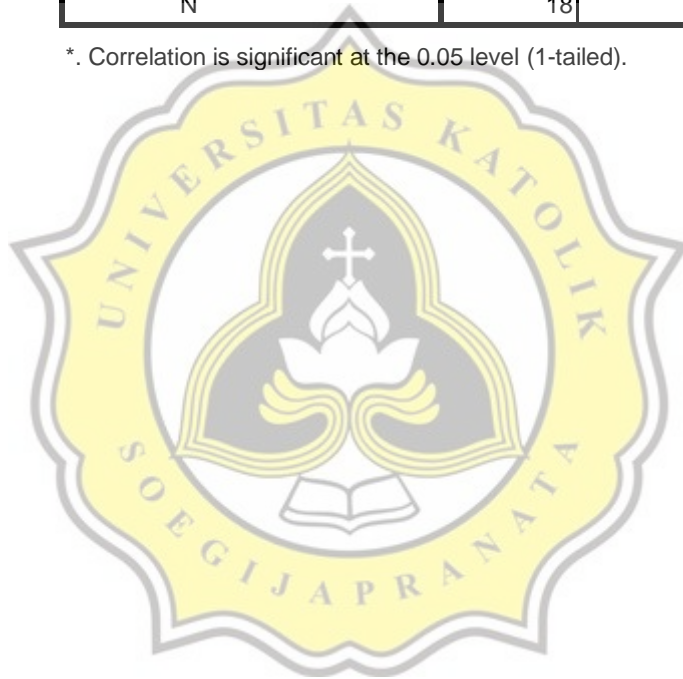 N 18
*. Correlation is significant at the 0.05 level (1-tailed).
UNIVERSITAS KATOLIK
SOEGIJAPRANATA